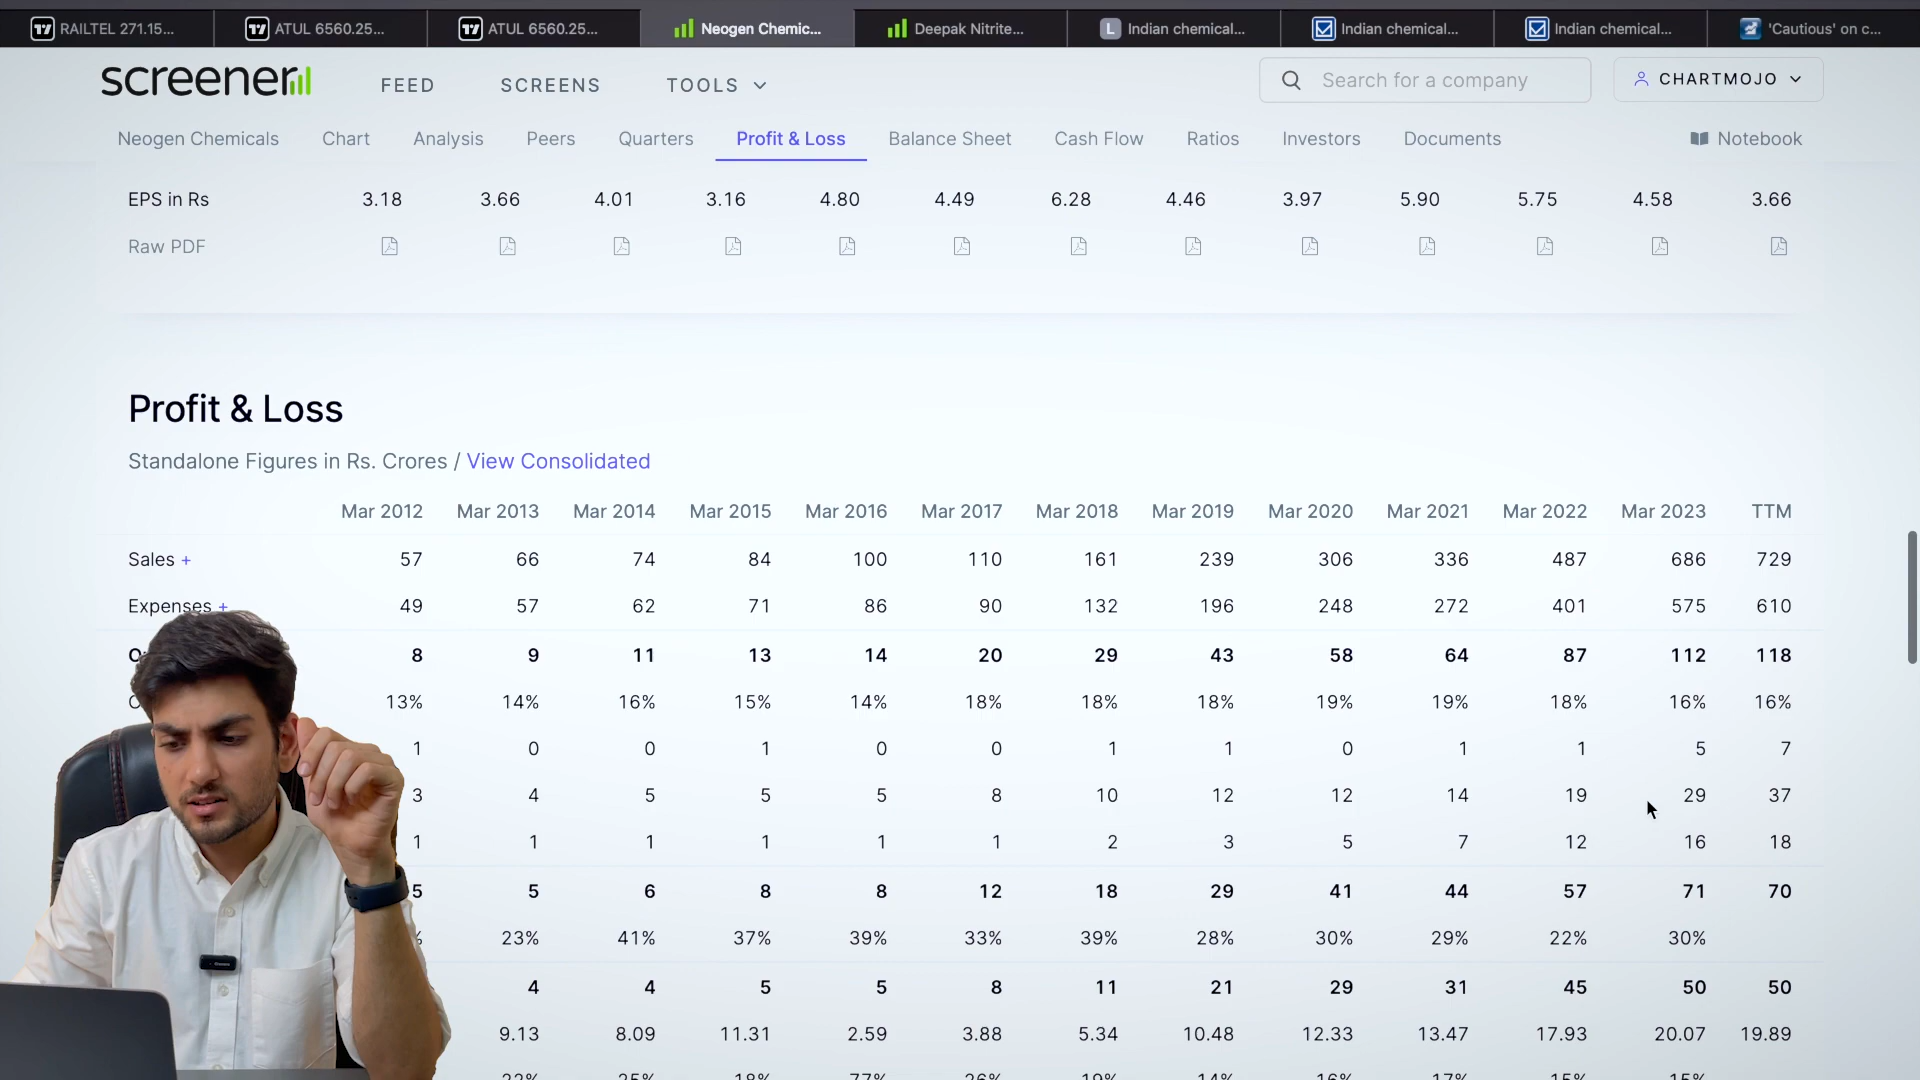 RAILTEL 271.15...
ATUL 6560.25...
ATUL 6560.25...
Neogen Chemic...
Deepak Nitrite...
L Indian chemical...
Indian chemical...
Indian chemical...
'Cautious' on c...
screener
FEED
SCREENS
TOOLS
Search for a company
CHARTMOJO
Neogen Chemicals Chart Analysis Peers Quarters Profit & Loss Balance Sheet Cash Flow Ratios Investors Documents Notebook
EPS in Rs 3.18 3.66 4.01 3.16 4.80 4.49 6.28 4.46 3.97 5.90 5.75 4.58 3.66
Raw PDF
Profit & Loss
Standalone Figures in Rs. Crores / View Consolidated
Mar 2012 Mar 2013 Mar 2014 Mar 2015 Mar 2016 Mar 2017 Mar 2018 Mar 2019 Mar 2020 Mar 2021 Mar 2022 Mar 2023 TTM
Sales + 57 66 74 84 100 110 161 239 306 336 487 686 729
Expenses + 49 57 62 71 86 90 132 196 248 272 401 575 610
8 9 11 13 14 20 29 43 58 64 87 112 118
13% 14% 16% 15% 14% 18% 18% 18% 19% 19% 18% 16% 16%
1 0 0 1 0 0 1 1 0 1 1 5 7
3 4 5 5 5 8 10 12 12 14 19 29 37
1 1 1 1 1 1 2 3 5 7 12 16 18
5 5 6 8 8 12 18 29 41 44 57 71 70
23% 41% 37% 39% 33% 39% 28% 30% 29% 22% 30%
4 4 5 5 8 11 21 29 31 45 50 50
9.13 8.09 11.31 2.59 3.88 5.34 10.48 12.33 13.47 17.93 20.07 19.89